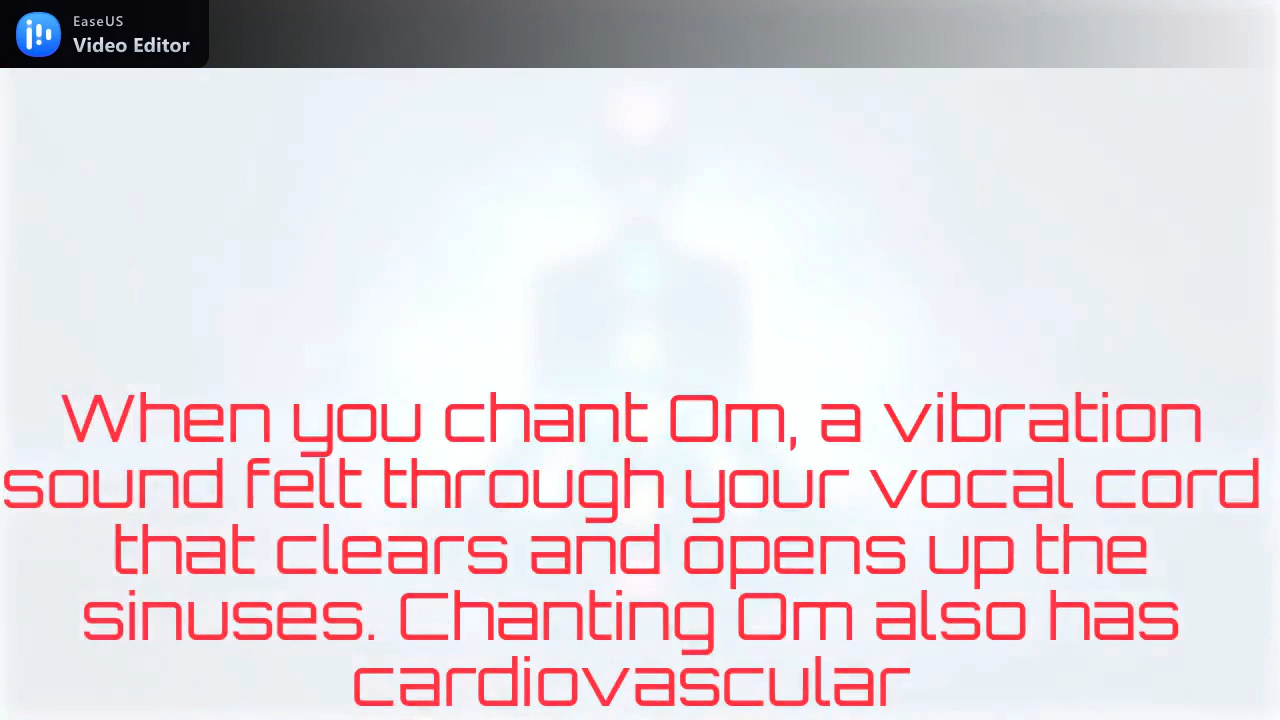 EaseUS
Video Editor
When you chant Om, a vibration
sound felt through your vocal cord
that clears and opens up the
sinuses. Chanting Om also has
cardiovascular